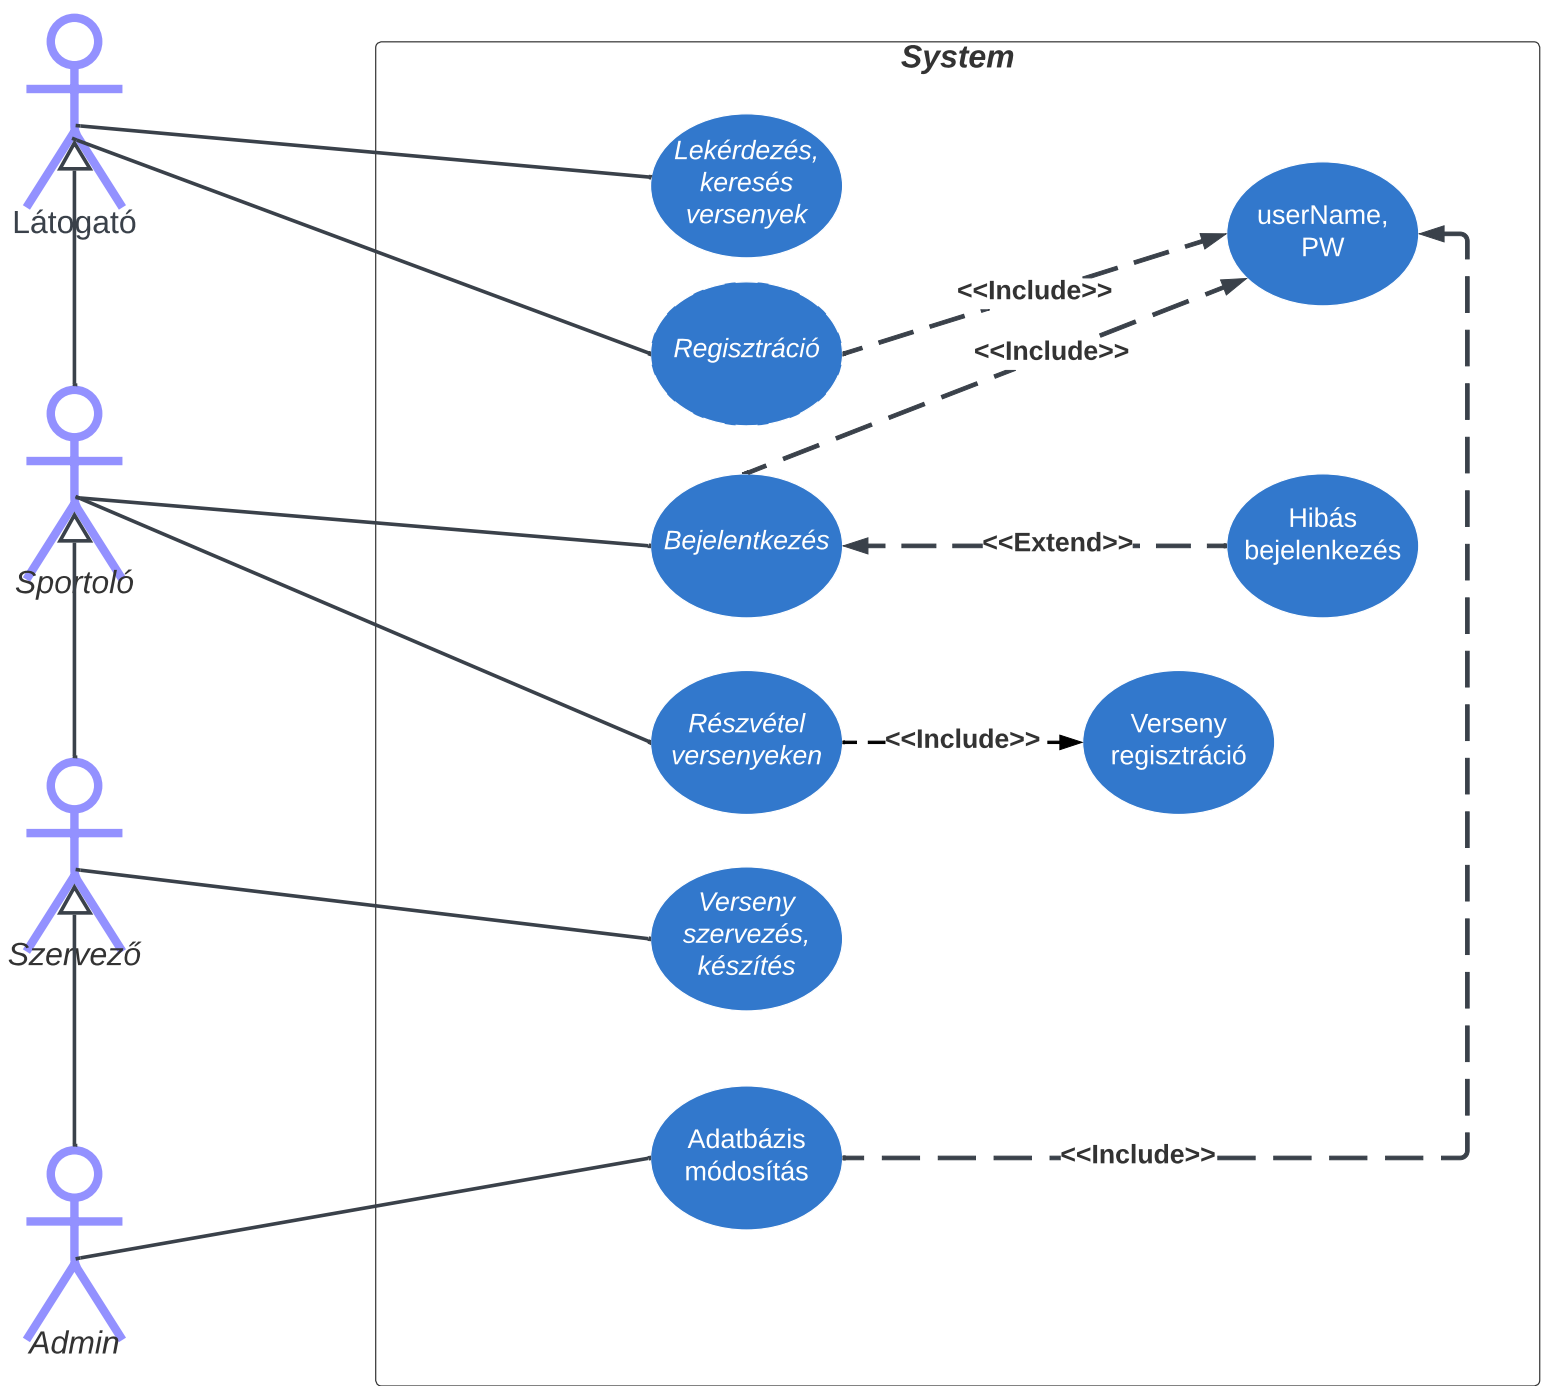 System
Látogató
Lekérdezés,
keresés
versenyek
userName,
PW
<<Include>>
Regisztráció
<<Include>>
Sportoló
Bejelentkezés
<<Extend>>
Hibás
bejelenkezés
Részvétel
versenyeken
<<Include>>
Verseny
regisztráció
Szervező
Verseny
szervezés,
készítés
Admin
Adatbázis
módosítás
<<Include>>